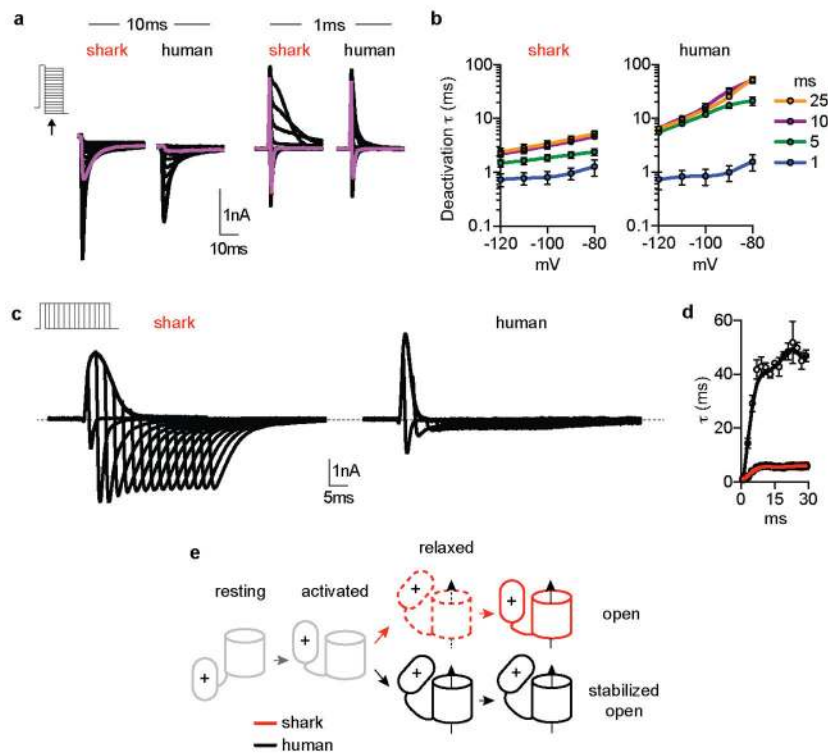 a
10ms
1ms
shark
human
shark
human
1nA
10ms
b
shark
human
Deactivation τ (ms)
100
10
1
0.1
-120
-100
-80
mV
100
10
1
0.1
-120
-100
-80
mV
ms
25
10
5
1
c
shark
human
1nA
5ms
d
τ (ms)
60
40
20
0
0
15
30
ms
e
relaxed
resting
activated
+
+
+
+
open
+
+
stabilized
open
shark
human